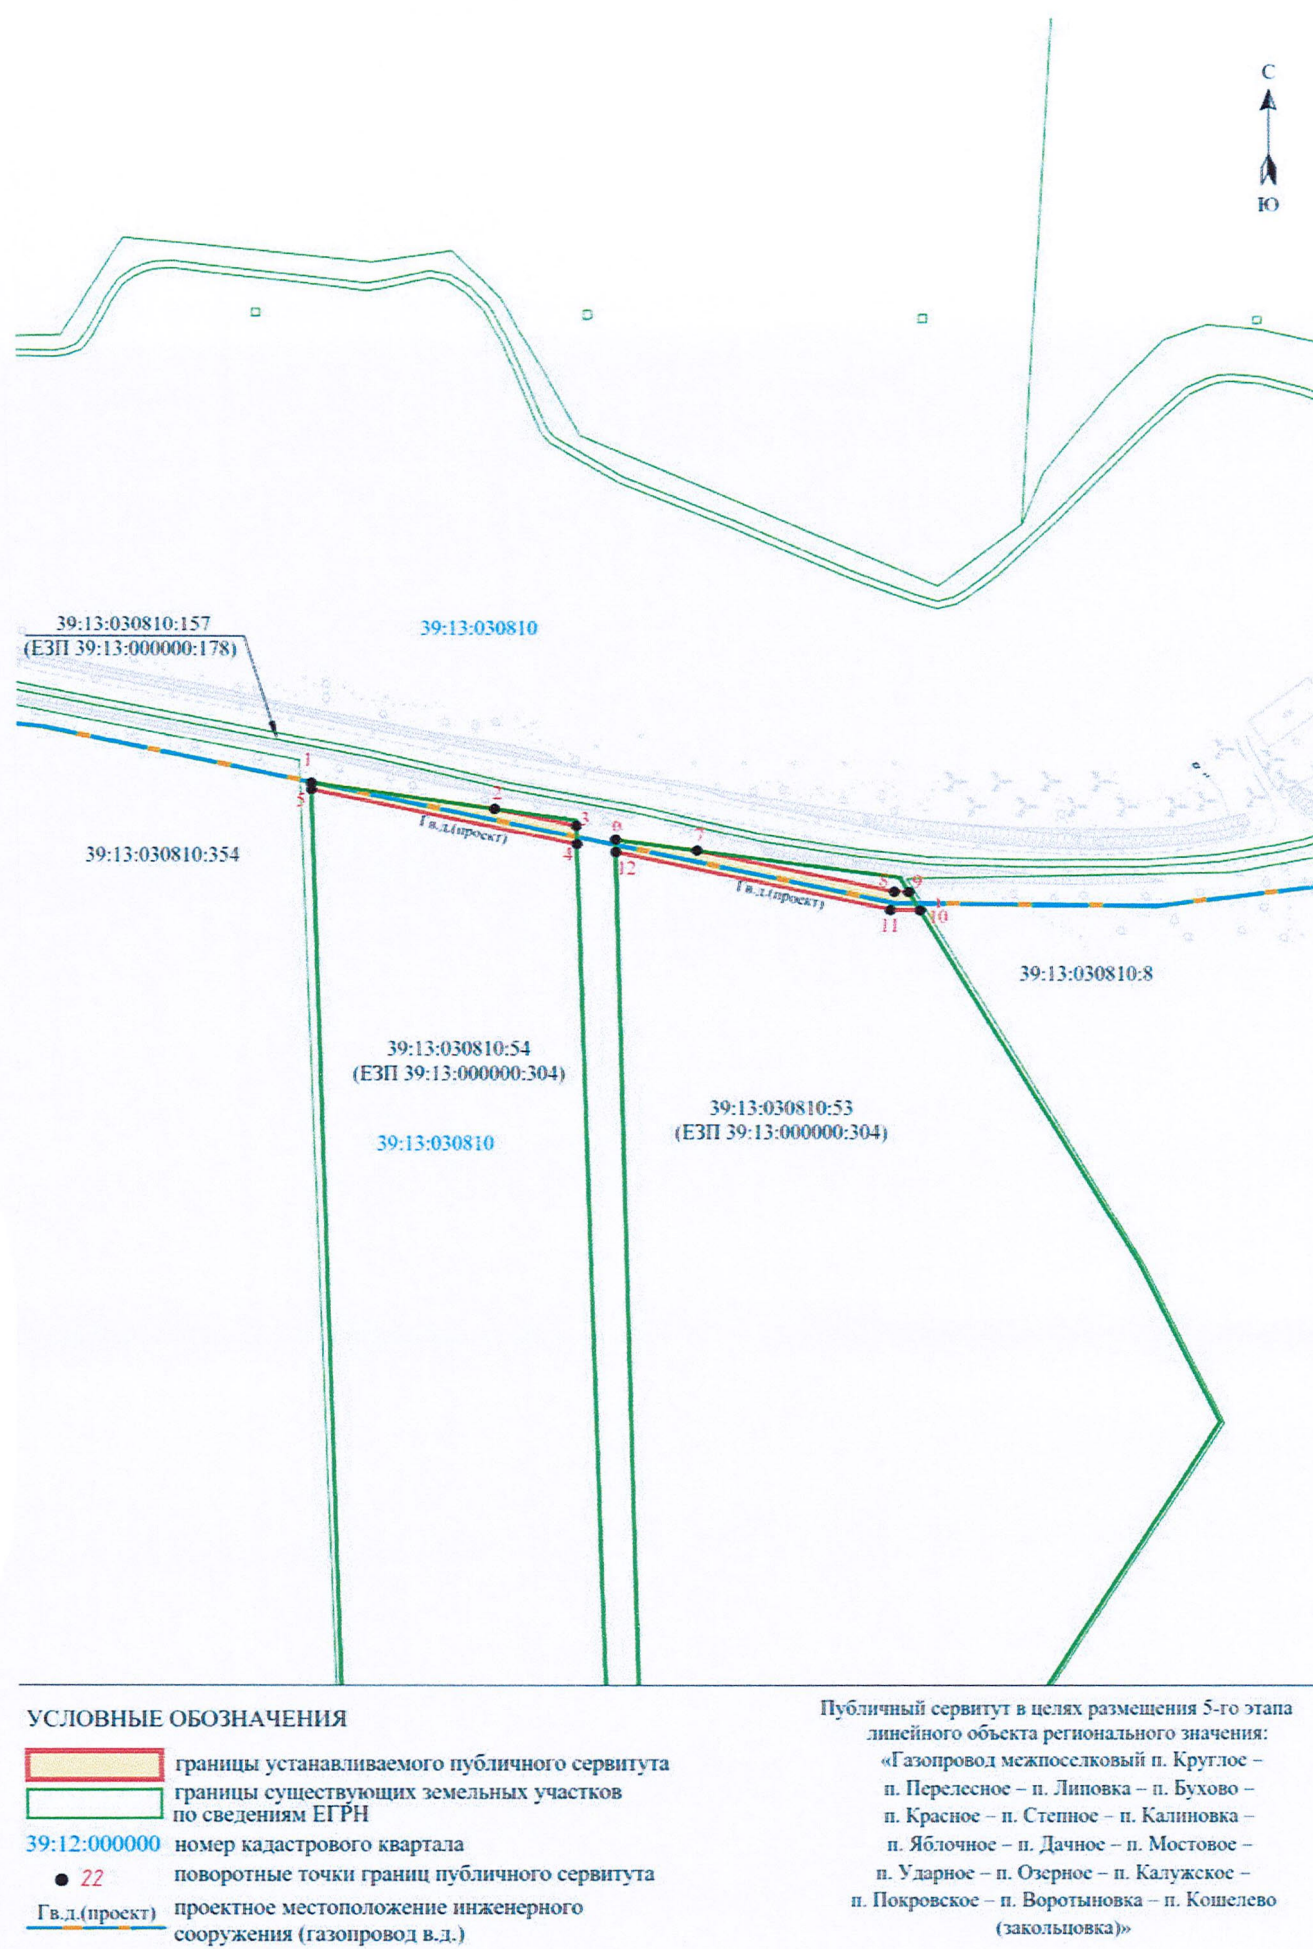 С
Ю
39:13:030810:157
(ЕЗП 39:13:000000:178)
39:13:030810
1
2
3
5
4
Гв.д.(проект)
6
7
12
Гв.д.(проект)
9
11
10
39:13:030810:354
39:13:030810:8
39:13:030810:54
(ЕЗП 39:13:000000:304)
39:13:030810:53
(ЕЗП 39:13:000000:304)
39:13:030810
УСЛОВНЫЕ ОБОЗНАЧЕНИЯ
границы устанавливаемого публичного сервитута
границы существующих земельных участков
по сведениям ЕГРН
39:12:000000 номер кадастрового квартала
22 поворотные точки границ публичного сервитута
Гв.д.(проект) проектное местоположение инженерного
сооружения (газопровод в.д.)
Публичный сервитут в целях размещения 5-го этапа
линейного объекта регионального значения:
«Газопровод межпоселковый п. Круглое –
п. Перелесное – п. Липовка – п. Бухово –
п. Красное – п. Степное – п. Калиновка –
п. Яблочное – п. Дачное – п. Мостовое –
п. Ударное – п. Озерное – п. Калужское –
п. Покровское – п. Воротыновка – п. Кошелево
(закольцовка)»